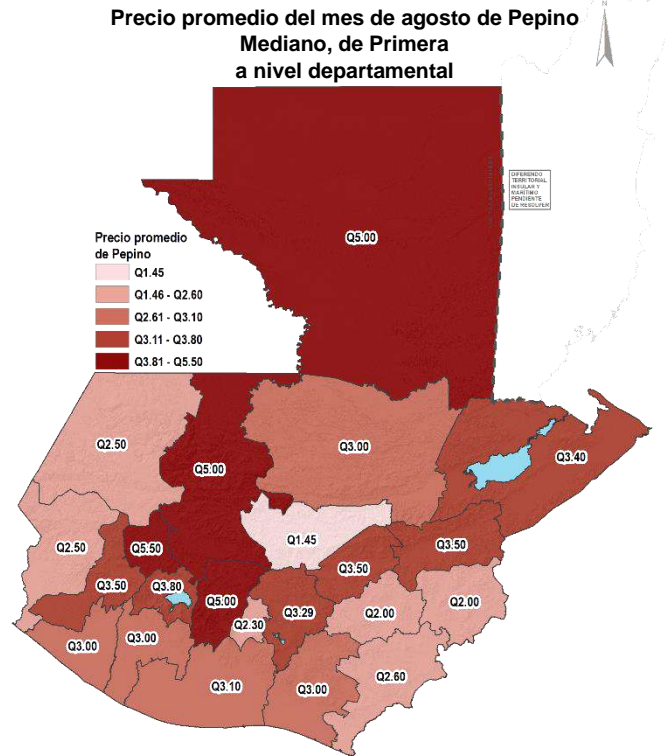 Precio promedio del mes de agosto de Pepino
Mediano, de Primera
a nivel departamental
N
DIFERENDO
TERRITORIAL
INSULAR Y
MARÍTIMO
PENDIENTE
DE RESOLVER
Q5.00
Precio promedio
de Pepino
Q1.45
Q1.46 - Q2.60
Q2.61 - Q3.10
Q3.11 - Q3.80
Q3.81 - Q5.50
Q2.50
Q5.00
Q3.00
Q3.40
Q2.50
Q5.50
Q1.45
Q3.50
Q3.50
Q3.80
Q3.50
Q5.00
Q2.30
Q3.29
Q2.00
Q2.00
Q3.00
Q3.00
Q3.10
Q3.00
Q2.60